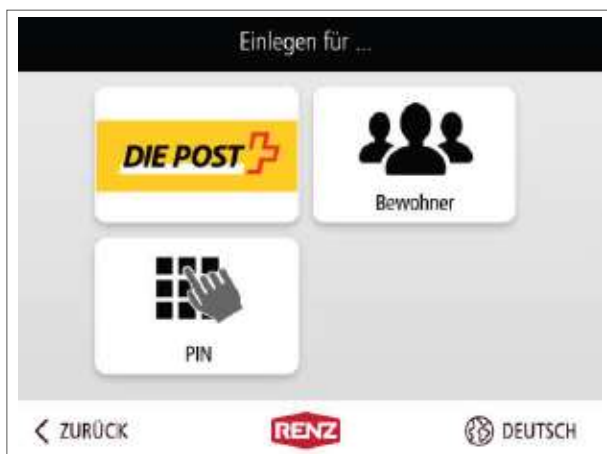 Einlegen für ...
DIE POST
Bewohner
PIN
ZURÜCK
RENZ
DEUTSCH